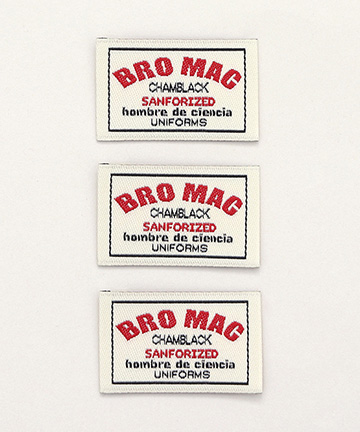 BRO MAC
CHAMBLACK
SANFORIZED
hombre de ciencia
UNIFORMS
BRO MAC
CHAMBLACK
SANFORIZED
hombre de ciencia
UNIFORMS
BRO MAC
CHAMBLACK
SANFORIZED
hombre de ciencia
UNIFORMS